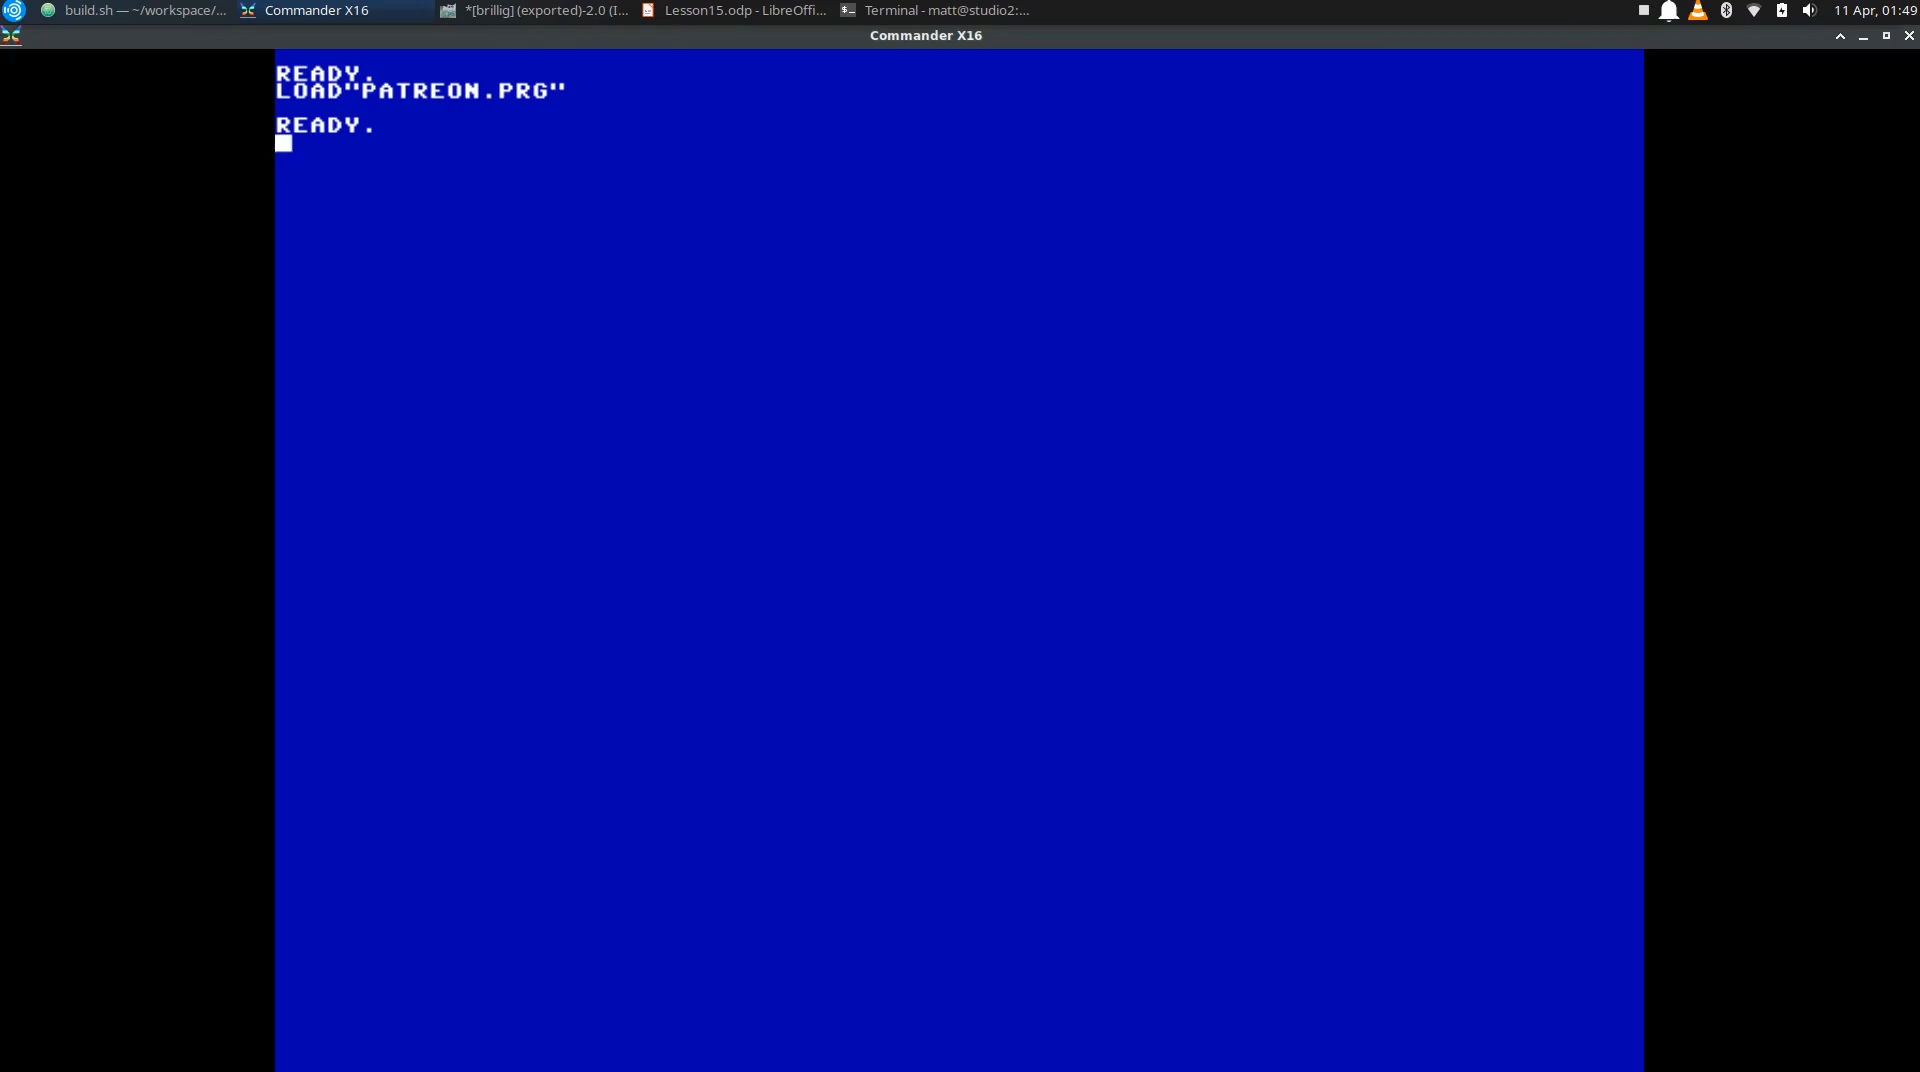 build.sh — ~/workspace/...
Commander X16
*[brillig] (exported)-2.0 (I...
Lesson15.odp - LibreOffi...
Terminal - matt@studio2:...
11 Apr, 01:49
Commander X16
READY.
LOAD"PATREON.PRG"
READY.